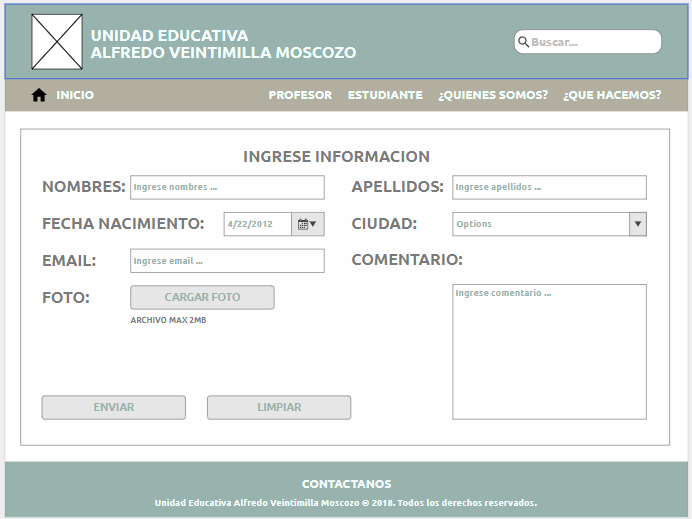 UNIDAD EDUCATIVA
ALFREDO VEINTIMILLA MOSCOZO
Buscar...
INICIO PROFESOR ESTUDIANTE ¿QUIENES SOMOS? ¿QUE HACEMOS?
INGRESE INFORMACION
NOMBRES: Ingrese nombres ... APELLIDOS: Ingrese apellidos ...
FECHA NACIMIENTO: 4/22/2012 CIUDAD: Options
EMAIL: Ingrese email ... COMENTARIO:
FOTO: CARGAR FOTO Ingrese comentario ...
ARCHIVO MAX 2MB
ENVIAR LIMPIAR
CONTACTANOS
Unidad Educativa Alfredo Veintimilla Moscozo ® 2018. Todos los derechos reservados.